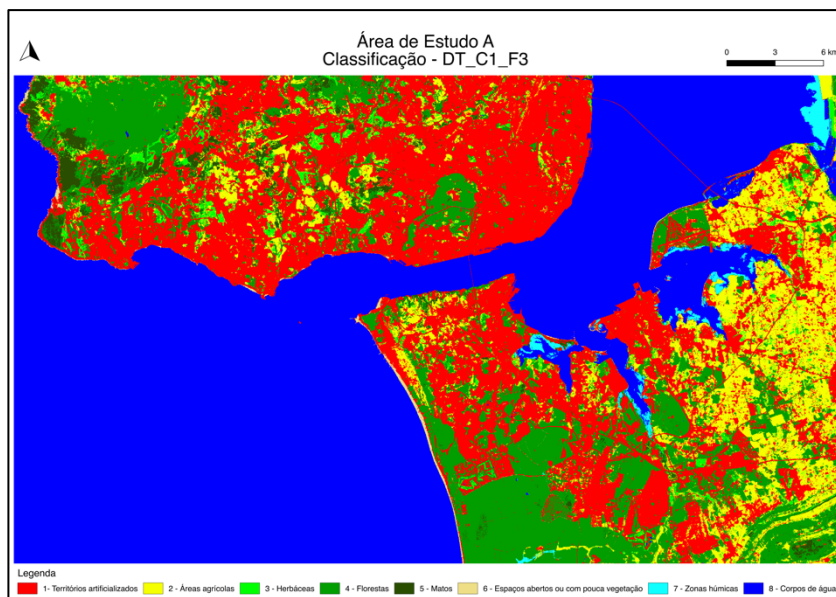 Área de Estudo A
Classificação - DT_C1_F3
0 3 6 km
Legenda
1- Territórios artificializados 2 - Áreas agrícolas 3 - Herbáceas 4 - Florestas 5 - Matos 6 - Espaços abertos ou com pouca vegetação 7 - Zonas húmicas 8 - Corpos de água